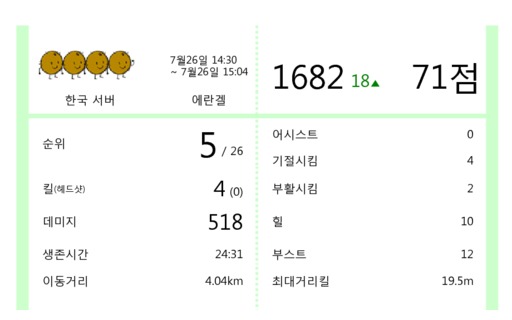 7월26일 14:30
~ 7월26일 15:04
한국 서버 에란겔
1682 18▲ 71점
순위 5 / 26
킬(헤드샷) 4 (0)
데미지 518
생존시간 24:31
이동거리 4.04km
어시스트 0
기절시킴 4
부활시킴 2
힐 10
부스트 12
최대거리킬 19.5m